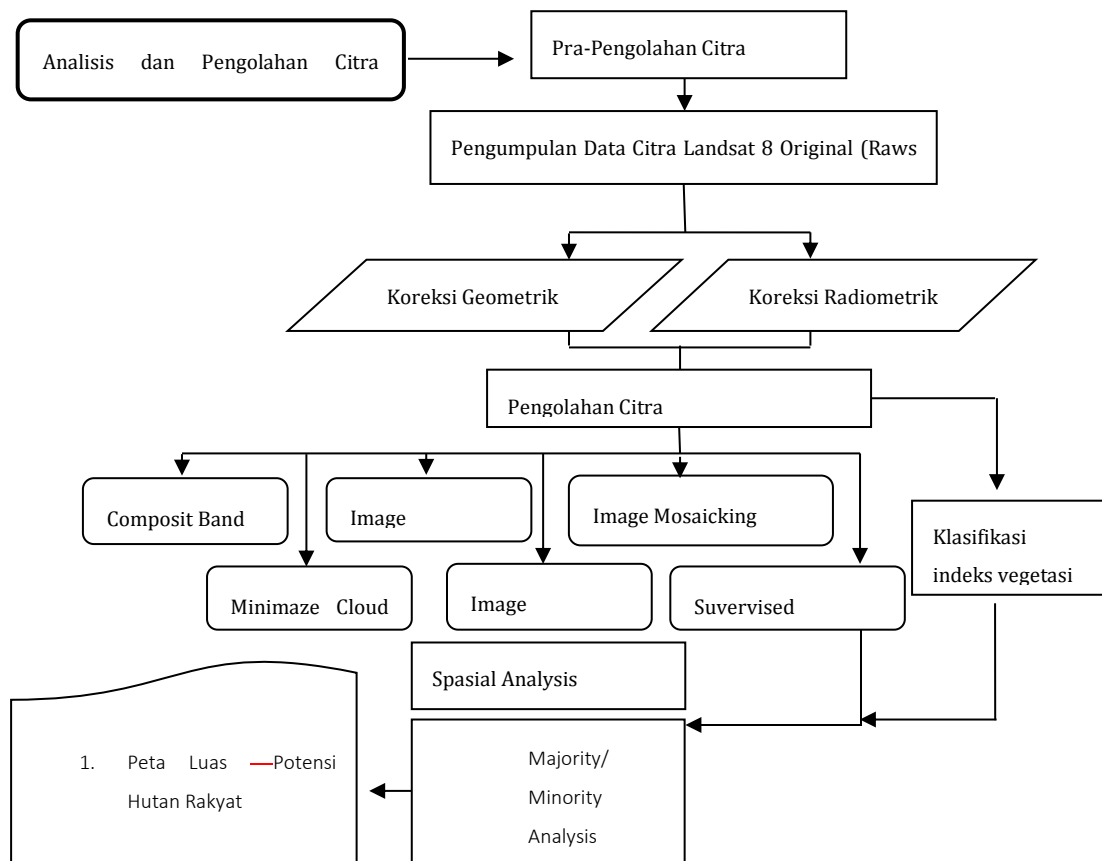 Analisis dan Pengolahan Citra
Pra-Pengolahan Citra
Pengumpulan Data Citra Landsat 8 Original (Raws
Koreksi Geometrik
Koreksi Radiometrik
Pengolahan Citra
Composit Band
Image
Image Mosaicking
Klasifikasi
indeks vegetasi
Minimaze Cloud
Image
Suvervised
Spasial Analysis
Majority/
Minority
Analysis
1. Peta Luas —Potensi
Hutan Rakyat